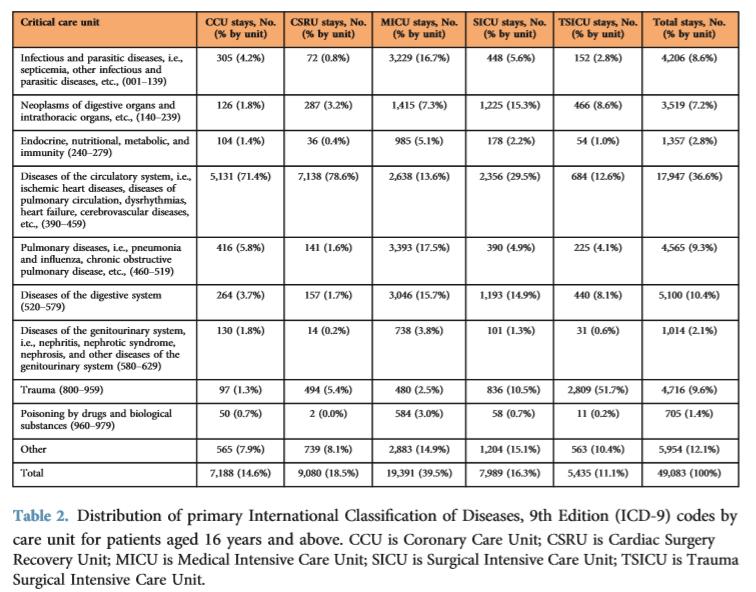 Critical care unit CCU stays, No. CSRU stays, No. MICU stays, No. SICU stays, No. TSICU stays, No. Total stays, No.
(% by unit) (% by unit) (% by unit) (% by unit) (% by unit) (% by unit)
Infectious and parasitic diseases, i.e., 305 (4.2%) 72 (0.8%) 3,229 (16.7%) 448 (5.6%) 152 (2.8%) 4,206 (8.6%)
septicemia, other infectious and
parasitic diseases, etc., (001–139)
Neoplasms of digestive organs and 126 (1.8%) 287 (3.2%) 1,415 (7.3%) 1,225 (15.3%) 466 (8.6%) 3,519 (7.2%)
intrathoracic organs, etc., (140–239)
Endocrine, nutritional, metabolic, and 104 (1.4%) 36 (0.4%) 985 (5.1%) 178 (2.2%) 54 (1.0%) 1,357 (2.8%)
immunity (240–279)
Diseases of the circulatory system, i.e., 5,131 (71.4%) 7,138 (78.6%) 2,638 (13.6%) 2,356 (29.5%) 684 (12.6%) 17,947 (36.6%)
ischemic heart diseases, diseases of
pulmonary circulation, dysrhythmias,
heart failure, cerebrovascular diseases,
etc., (390–459)
Pulmonary diseases, i.e., pneumonia 416 (5.8%) 141 (1.6%) 3,393 (17.5%) 390 (4.9%) 225 (4.1%) 4,565 (9.3%)
and influenza, chronic obstructive
pulmonary disease, etc., (460–519)
Diseases of the digestive system 264 (3.7%) 157 (1.7%) 3,046 (15.7%) 1,193 (14.9%) 440 (8.1%) 5,100 (10.4%)
(520–579)
Diseases of the genitourinary system, 130 (1.8%) 14 (0.2%) 738 (3.8%) 101 (1.3%) 31 (0.6%) 1,014 (2.1%)
i.e., nephritis, nephrotic syndrome,
nephrosis, and other diseases of the
genitourinary system (580–629)
Trauma (800–959) 97 (1.3%) 494 (5.4%) 480 (2.5%) 836 (10.5%) 2,809 (51.7%) 4,716 (9.6%)
Poisoning by drugs and biological 50 (0.7%) 2 (0.0%) 584 (3.0%) 58 (0.7%) 11 (0.2%) 705 (1.4%)
substances (960–979)
Other 565 (7.9%) 739 (8.1%) 2,883 (14.9%) 1,204 (15.1%) 563 (10.4%) 5,954 (12.1%)
Total 7,188 (14.6%) 9,080 (18.5%) 19,391 (39.5%) 7,989 (16.3%) 5,435 (11.1%) 49,083 (100%)
Table 2. Distribution of primary International Classification of Diseases, 9th Edition (ICD-9) codes by
care unit for patients aged 16 years and above. CCU is Coronary Care Unit; CSRU is Cardiac Surgery
Recovery Unit; MICU is Medical Intensive Care Unit; SICU is Surgical Intensive Care Unit; TSICU is Trauma
Surgical Intensive Care Unit.